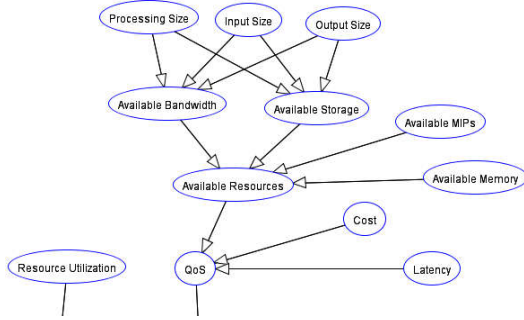 Processing Size
Input Size
Output Size
Available Bandwidth
Available Storage
Available MIPs
Available Resources
Available Memory
Cost
Resource Utilization
QoS
Latency